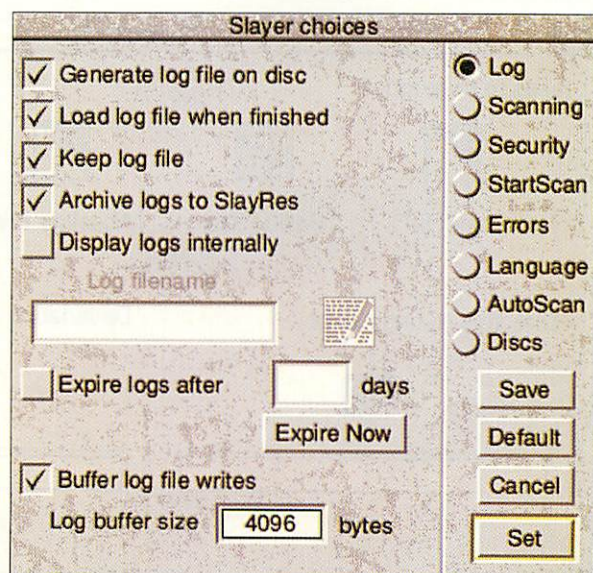 Slayer choices
Generate log file on disc
Load log file when finished
Keep log file
Archive logs to SlayRes
Display logs internally
Log filename
Expire logs after days
Expire Now
Buffer log file writes
Log buffer size 4096 bytes
Log
Scanning
Security
StartScan
Errors
Language
AutoScan
Discs
Save
Default
Cancel
Set